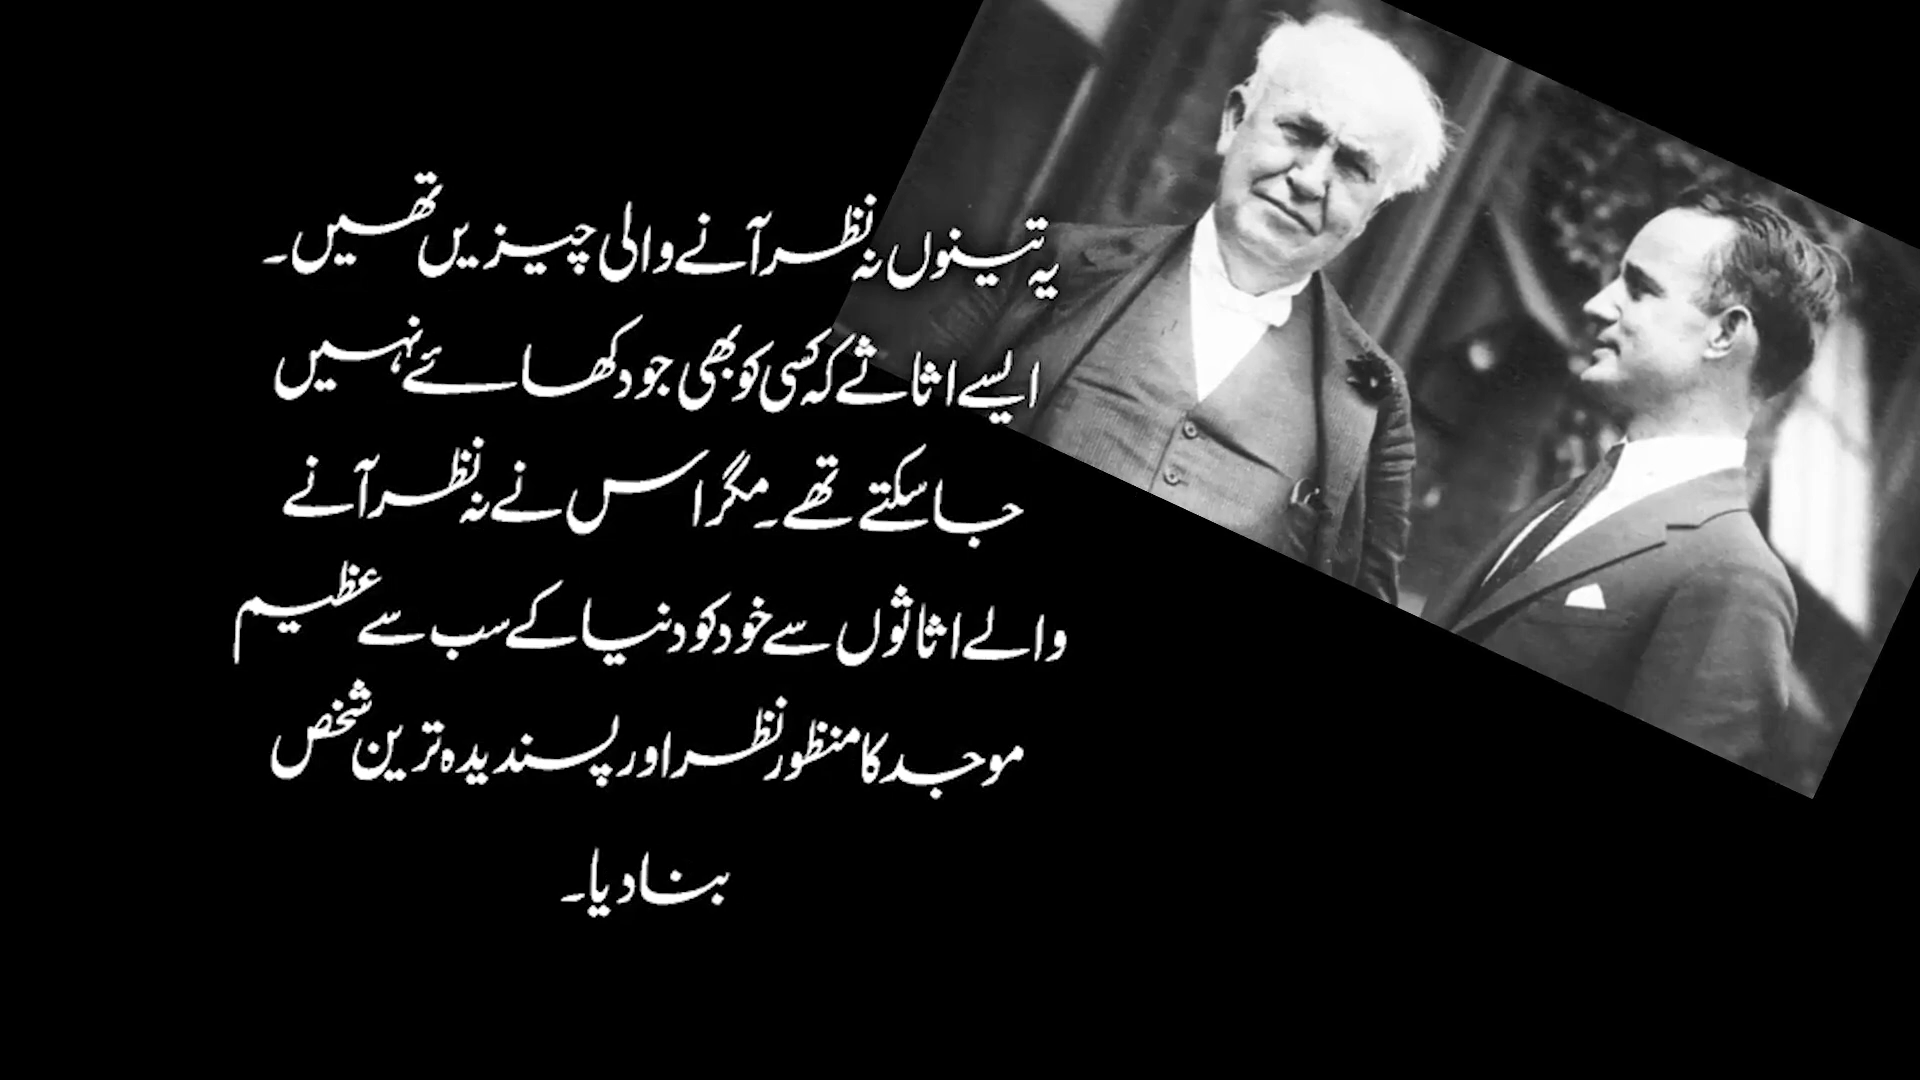 یہ تینوں نہ نظر آنے والی چیزیں تھیں۔
ایسے اثاثے کہ کسی کو بھی جو دکھائے نہیں
جا سکتے تھے۔ مگر اس نے نہ نظر آنے
والے اثاثوں سے خود کو دنیا کے سب سے عظیم
موجد کا منظور نظر اور پسندیدہ ترین شخص
بنا دیا۔